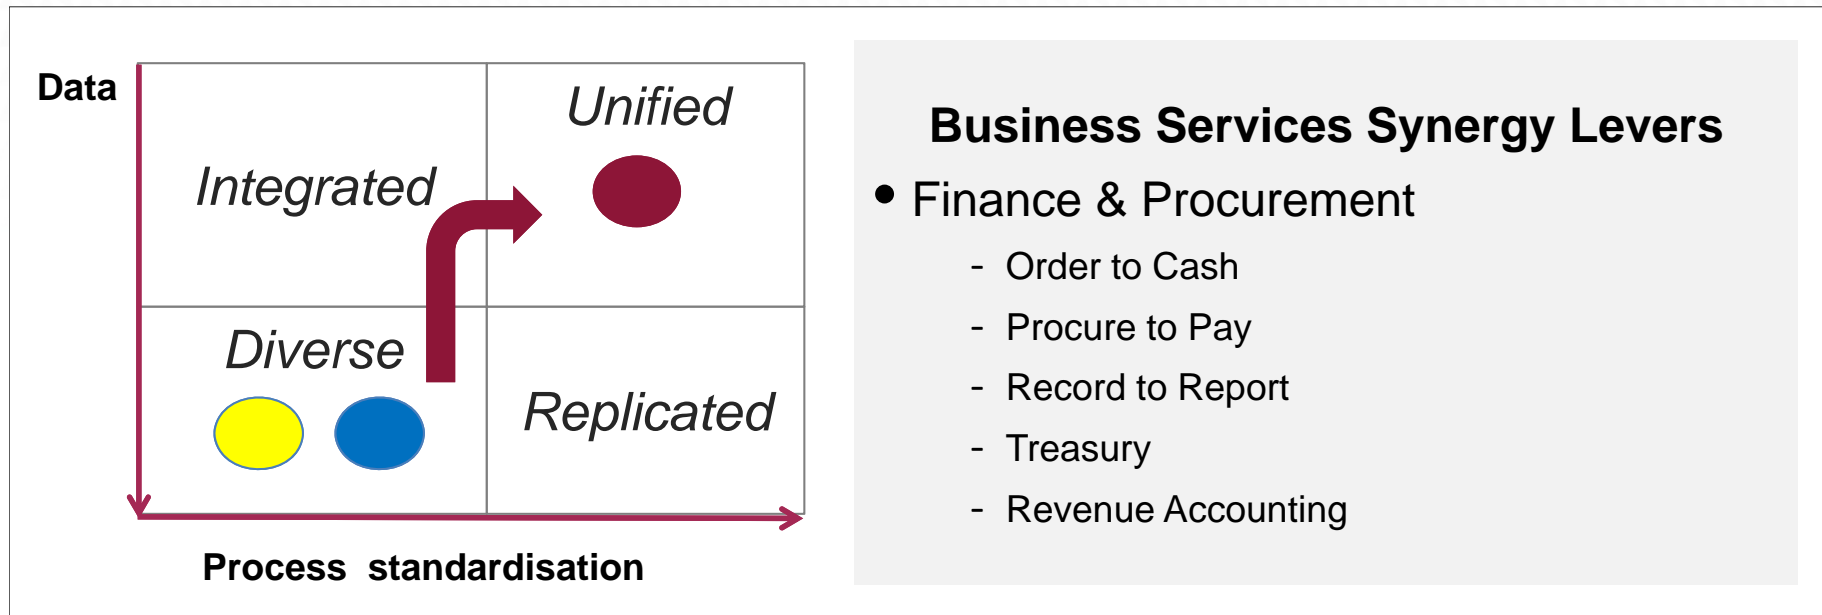 Data
Unified
Integrated
Diverse
Replicated
Process standardisation
Business Services Synergy Levers
• Finance & Procurement
- Order to Cash
- Procure to Pay
- Record to Report
- Treasury
- Revenue Accounting